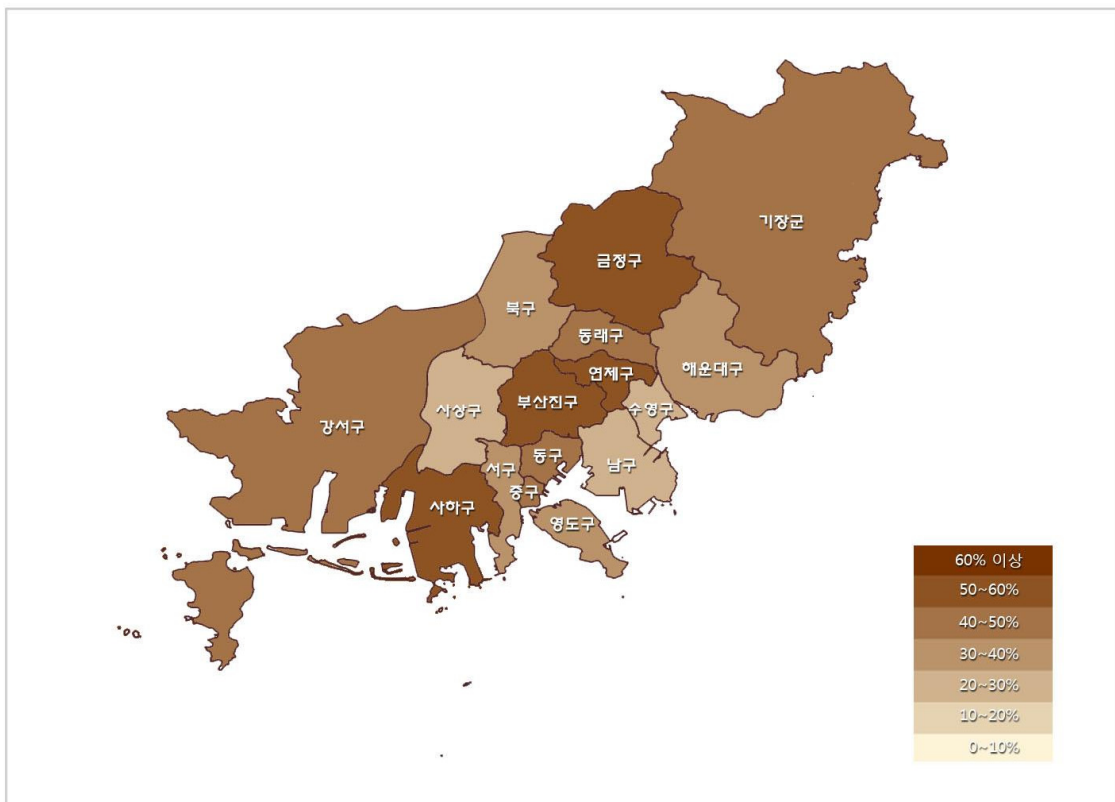 기장군
금정구
북구
동래구
해운대구
연제구
부산진구
수영구
사상구
강서구
동구
서구
남구
중구
사하구
영도구
60% 이상
50~60%
40~50%
30~40%
20~30%
10~20%
0~10%